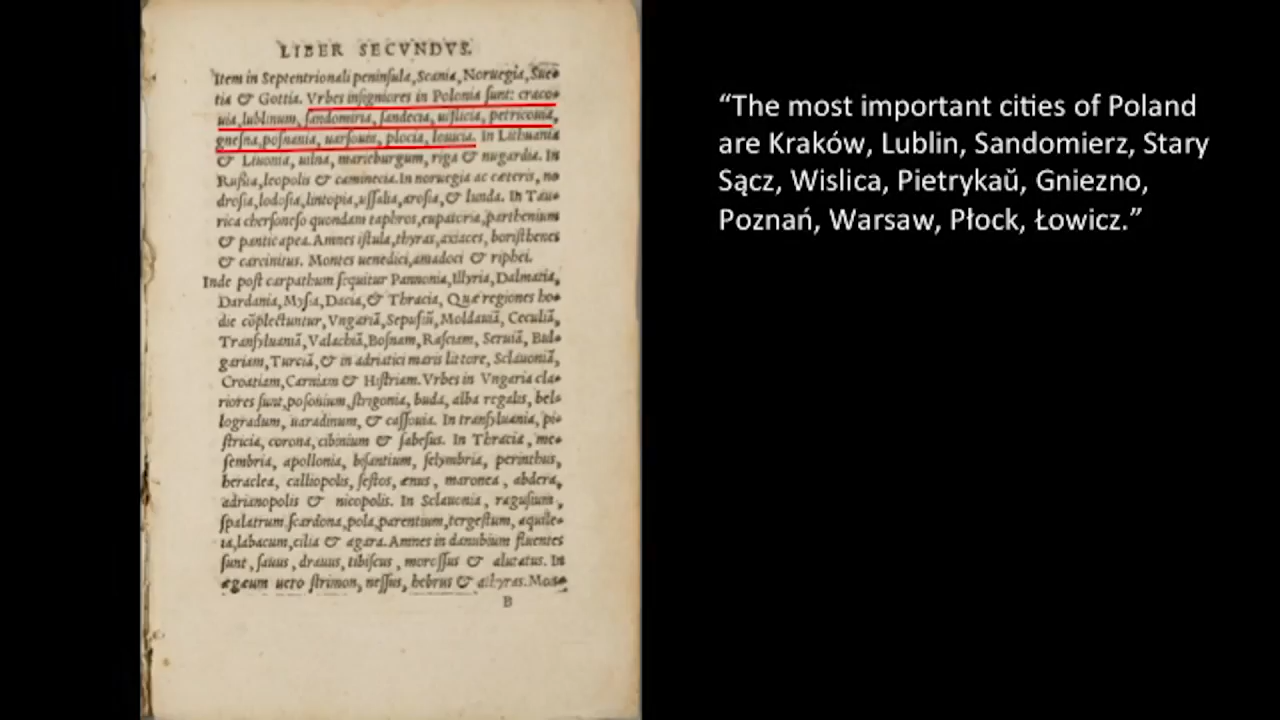 LIBER SECVNDVS.
Item in Septentrionali peninsula, Scania, Noruegia, Sue-
tia & Gottia. Vrbes insigniores in Polonia sunt: craco-
uia, lublinum, sandomiria, sandecia, uislicia, petricouia,
gnesna, posnania, uarsouia, plocia, louicia. In Lithuania
& Liuonia, uilna, marieburgum, riga & nugardia. In
Russia, leopolis & caminecia. In noruegia ac cæteris, no
drosia, lodosia, lintopia, ussalia, arosia, & lunda. In Tau-
rica chersoneso quondam taphros, eupatoria, parthenium
& panticapea. Amnes istula, thyras, axiaces, boristhenes
& carcinitus. Montes uenedici, amadoci & riphei.
Inde post carpathum sequitur Pannonia, Illyria, Dalmatia,
Dardania, Mysia, Dacia, & Thracia, Quæ regiones ho-
die cõplectuntur, Vngariã, Sepusiũ, Moldauiã, Ceculiã,
Transyluaniã, Valachiã, Bosnam, Rasciam, Seruiã, Bul-
gariam, Turciã, & in adriatici maris littore, Sclauoniã,
Croatiam, Carniam & Histriam. Vrbes in Vngaria cla-
riores sunt, posonium, strigonia, buda, alba regalis, bel-
logradum, uaradinum, & cassouia. In transyluania, pi-
stricia, corona, cibinium & sabesus. In Thracia, me-
sembria, apollonia, bisantium, selymbria, perinthus,
heraclea, calliopolis, sestos, ænus, maronea, abdera,
adrianopolis & nicopolis. In Sclauonia, ragusium,
spalatrum scardona, pola, parentium, tergestum, aquile-
ia, labacum, cilia & agara. Amnes in danubium fluentes
sunt, sauus, drauus, tibiscus, morossus & alutatus. In
ægæum uero strimon, nessus, hebrus & athyras. Mon-
B
“The most important cities of Poland
are Kraków, Lublin, Sandomierz, Stary
Sącz, Wislica, Pietrykaŭ, Gniezno,
Poznań, Warsaw, Płock, Łowicz.”